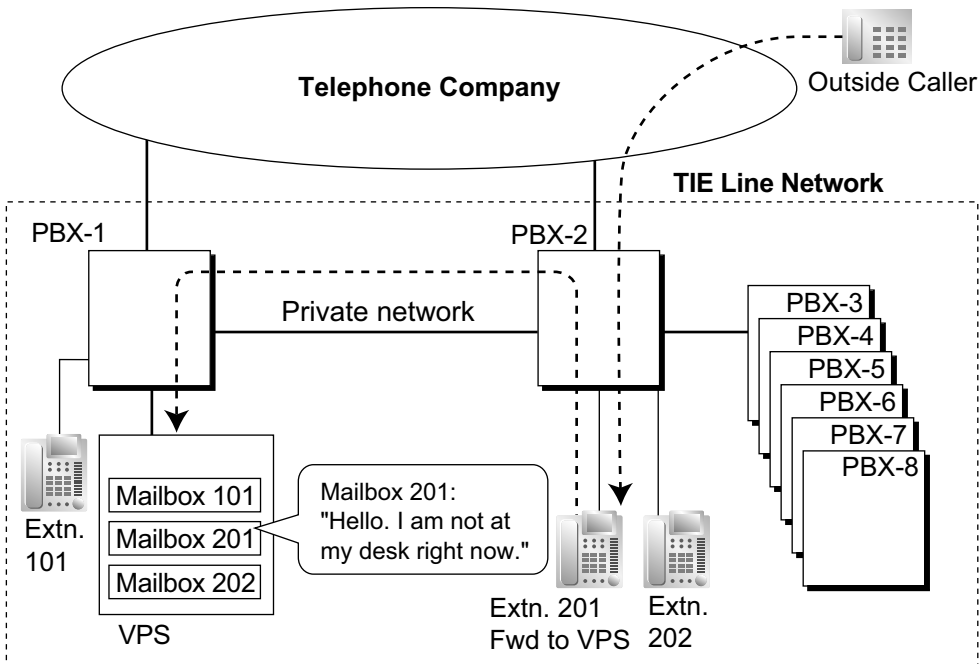 Telephone Company
Outside Caller
TIE Line Network
PBX-1
PBX-2
Private network
PBX-3
PBX-4
PBX-5
PBX-6
PBX-7
PBX-8
Extn.
101
Mailbox 101
Mailbox 201
Mailbox 202
VPS
Mailbox 201:
"Hello. I am not at
my desk right now."
Extn. 201
Fwd to VPS
Extn.
202